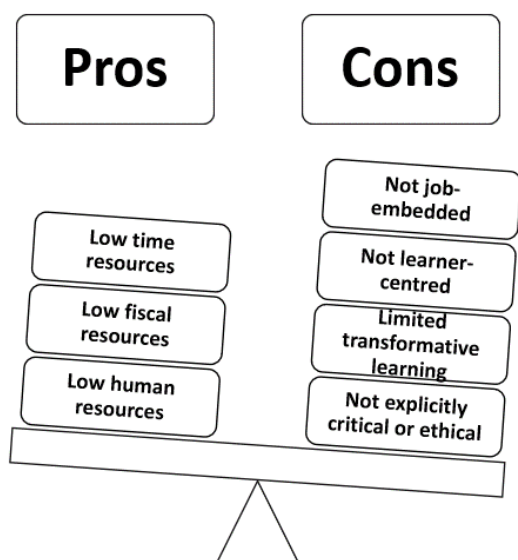 Pros
Cons
Low time
resources
Low fiscal
resources
Low human
resources
Not job-
embedded
Not learner-
centred
Limited
transformative
learning
Not explicitly
critical or ethical